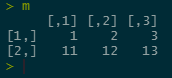 > m
     [,1] [,2] [,3]
[1,]    1    2    3
[2,]   11   12   13
>